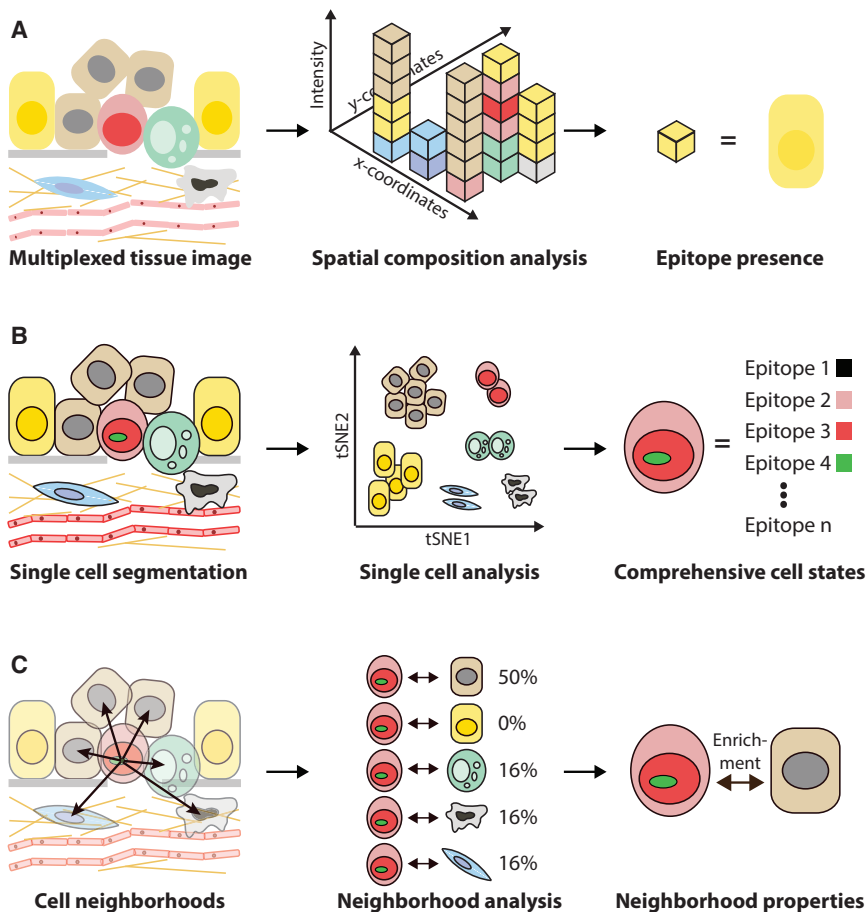 A
Intensity
y-coordinates
x-coordinates
=
Multiplexed tissue image
Spatial composition analysis
Epitope presence
B
tSNE2
tSNE1
=
Epitope 1
Epitope 2
Epitope 3
Epitope 4
Epitope n
Single cell segmentation
Single cell analysis
Comprehensive cell states
C
50%
0%
16%
16%
16%
Enrich-
ment
Cell neighborhoods
Neighborhood analysis
Neighborhood properties